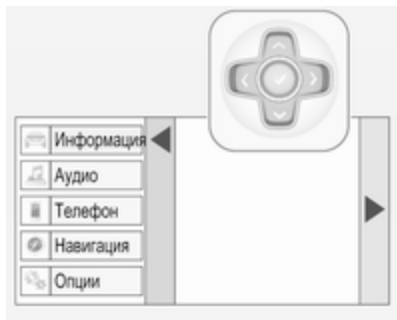 Информация
Аудио
Телефон
Навигация
Опции